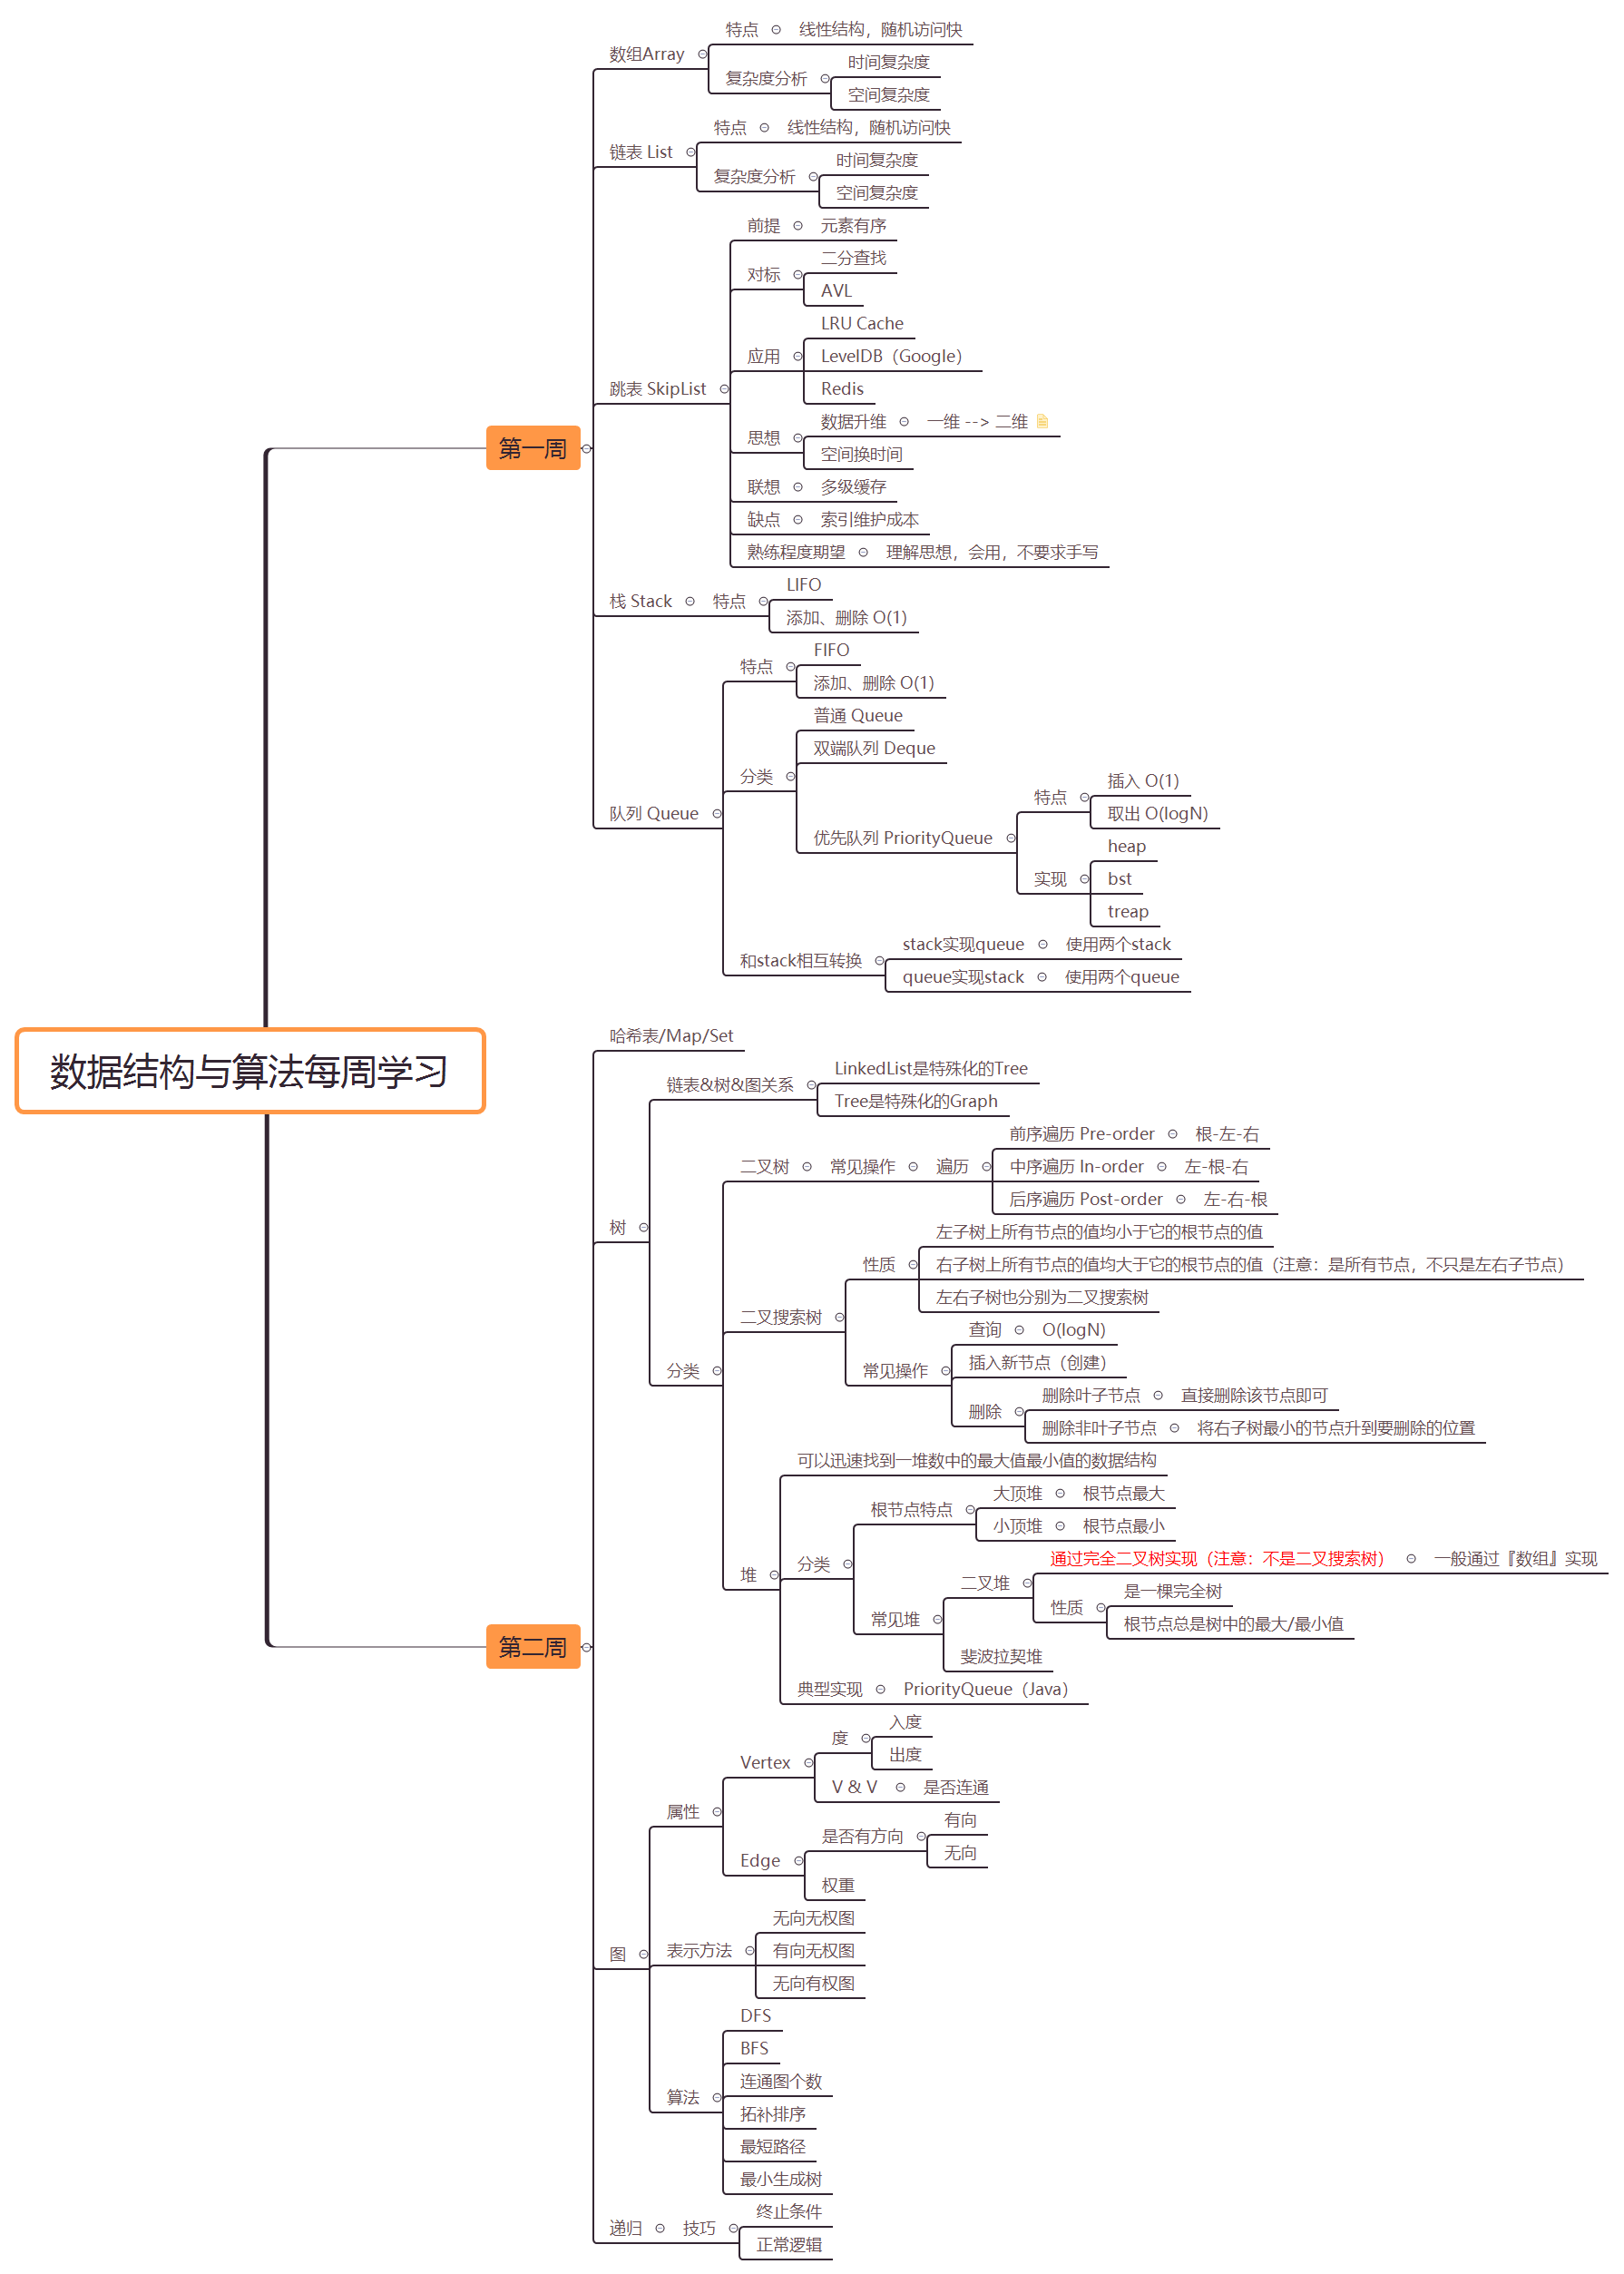 数据结构与算法每周学习
第一周
数组Array
特点
线性结构，随机访问快
复杂度分析
时间复杂度
空间复杂度
链表 List
特点
线性结构，随机访问快
复杂度分析
时间复杂度
空间复杂度
跳表 SkipList
前提
元素有序
对标
二分查找
AVL
应用
LRU Cache
LevelDB（Google）
Redis
思想
数据升维
一维 --> 二维
空间换时间
联想
多级缓存
缺点
索引维护成本
熟练程度期望
理解思想，会用，不要求手写
栈 Stack
特点
LIFO
添加、删除 O(1)
队列 Queue
特点
FIFO
添加、删除 O(1)
分类
普通 Queue
双端队列 Deque
优先队列 PriorityQueue
特点
插入 O(1)
取出 O(logN)
实现
heap
bst
treap
和stack相互转换
stack实现queue
使用两个stack
queue实现stack
使用两个queue
第二周
哈希表/Map/Set
树
链表&树&图关系
LinkedList是特殊化的Tree
Tree是特殊化的Graph
分类
二叉树
常见操作
遍历
前序遍历 Pre-order
根-左-右
中序遍历 In-order
左-根-右
后序遍历 Post-order
左-右-根
二叉搜索树
性质
左子树上所有节点的值均小于它的根节点的值
右子树上所有节点的值均大于它的根节点的值（注意：是所有节点，不只是左右子节点）
左右子树也分别为二叉搜索树
常见操作
查询
O(logN)
插入新节点（创建）
删除
删除叶子节点
直接删除该节点即可
删除非叶子节点
将右子树最小的节点升到要删除的位置
堆
可以迅速找到一堆数中的最大值最小值的数据结构
分类
根节点特点
大顶堆
根节点最大
小顶堆
根节点最小
常见堆
二叉堆
通过完全二叉树实现（注意：不是二叉搜索树）
一般通过『数组』实现
性质
是一棵完全树
根节点总是树中的最大/最小值
斐波拉契堆
典型实现
PriorityQueue（Java）
图
属性
Vertex
度
入度
出度
V & V
是否连通
Edge
是否有方向
有向
无向
权重
表示方法
无向无权图
有向无权图
无向有权图
算法
DFS
BFS
连通图个数
拓补排序
最短路径
最小生成树
递归
技巧
终止条件
正常逻辑